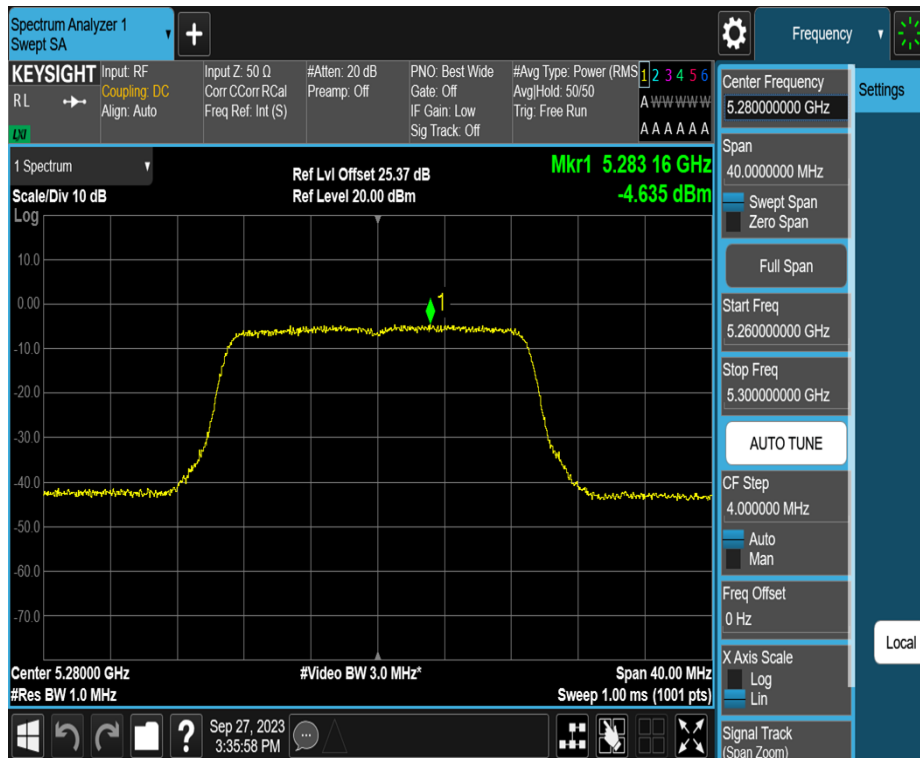 Spectrum Analyzer 1
Swept SA
+
Frequency
KEYSIGHT
R L
LXI
Input: RF
Coupling: DC
Align: Auto
Input Z: 50 Ω
Corr CCorr RCal
Freq Ref: Int (S)
#Atten: 20 dB
Preamp: Off
PNO: Best Wide
Gate: Off
IF Gain: Low
Sig Track: Off
#Avg Type: Power (RMS
Avg|Hold: 50/50
Trig: Free Run
1 2 3 4 5 6
A W W W W W
A A A A A A
1 Spectrum
Scale/Div 10 dB
Log
Ref Lvl Offset 25.37 dB
Ref Level 20.00 dBm
Mkr1 5.283 16 GHz
-4.635 dBm
10.0
0.00
-10.0
-20.0
-30.0
-40.0
-50.0
-60.0
-70.0
1
Center 5.28000 GHz
#Res BW 1.0 MHz
#Video BW 3.0 MHz*
Span 40.00 MHz
Sweep 1.00 ms (1001 pts)
Center Frequency
5.280000000 GHz
Span
40.0000000 MHz
Swept Span
Zero Span
Full Span
Start Freq
5.260000000 GHz
Stop Freq
5.300000000 GHz
AUTO TUNE
CF Step
4.000000 MHz
Auto
Man
Freq Offset
0 Hz
X Axis Scale
Log
Lin
Signal Track
(Span Zoom)
Settings
Local
?
Sep 27, 2023
3:35:58 PM